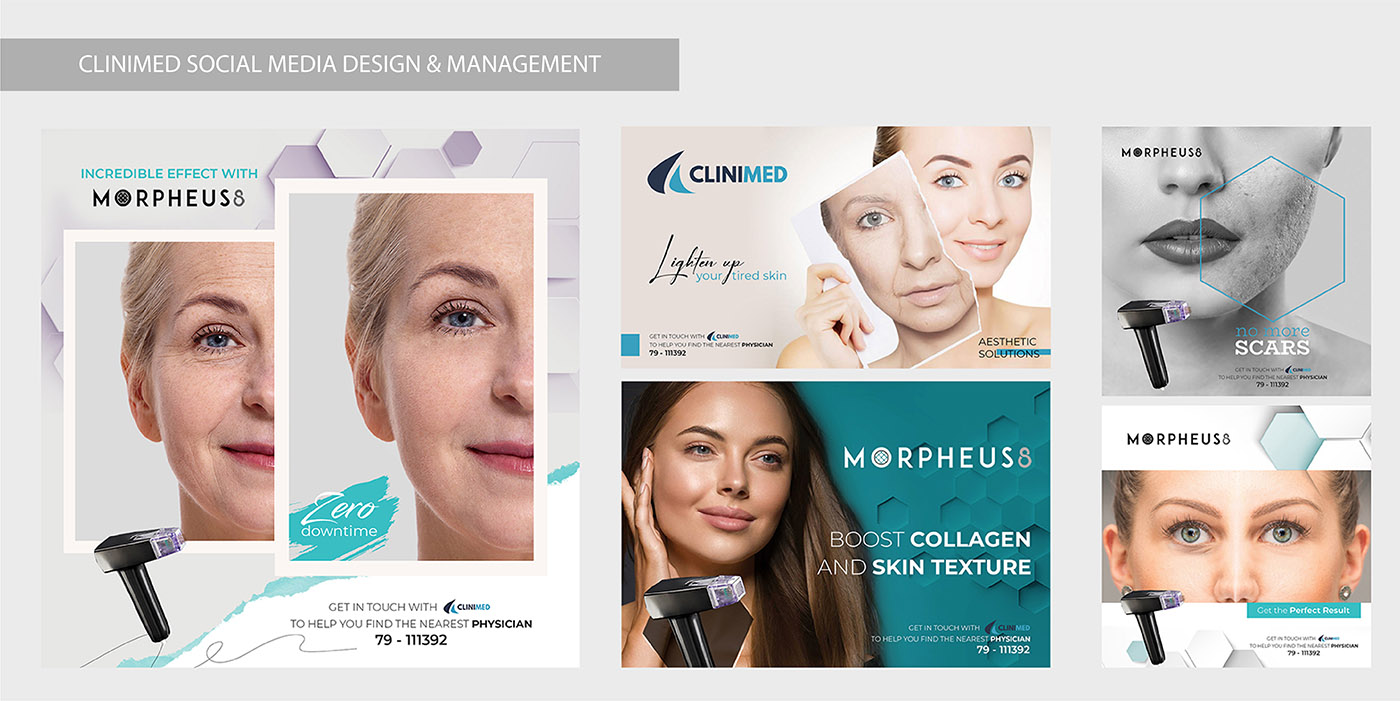 CLINIMED SOCIAL MEDIA DESIGN & MANAGEMENT
INCREDIBLE EFFECT WITH
MORPHEUS8
Zero
downtime
GET IN TOUCH WITH CLINIMED
TO HELP YOU FIND THE NEAREST PHYSICIAN
79 - 111392
CLINIMED
Lighten up
your tired skin
GET IN TOUCH WITH CLINIMED
TO HELP YOU FIND THE NEAREST PHYSICIAN
79 - 111392
AESTHETIC
SOLUTIONS
MORPHEUS8
BOOST COLLAGEN
AND SKIN TEXTURE
GET IN TOUCH WITH CLINIMED
TO HELP YOU FIND THE NEAREST PHYSICIAN
79 - 111392
MORPHEUS8
no more
SCARS
GET IN TOUCH WITH CLINIMED
TO HELP YOU FIND THE NEAREST PHYSICIAN
79 - 111392
MORPHEUS8
Get the Perfect Result
GET IN TOUCH WITH CLINIMED
TO HELP YOU FIND THE NEAREST PHYSICIAN
79 - 111392